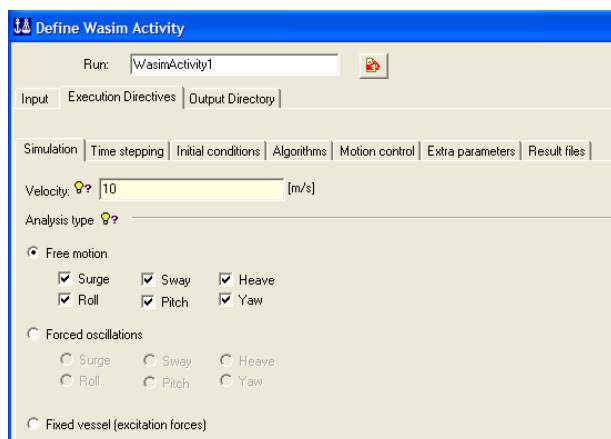 Define Wasim Activity
Run: WasimActivity1
Input Execution Directives Output Directory
Simulation Time stepping Initial conditions Algorithms Motion control Extra parameters Result files
Velocity: ? 10 [m/s]
Analysis type ?
Free motion
Surge Sway Heave
Roll Pitch Yaw
Forced oscillations
Surge Sway Heave
Roll Pitch Yaw
Fixed vessel (excitation forces)